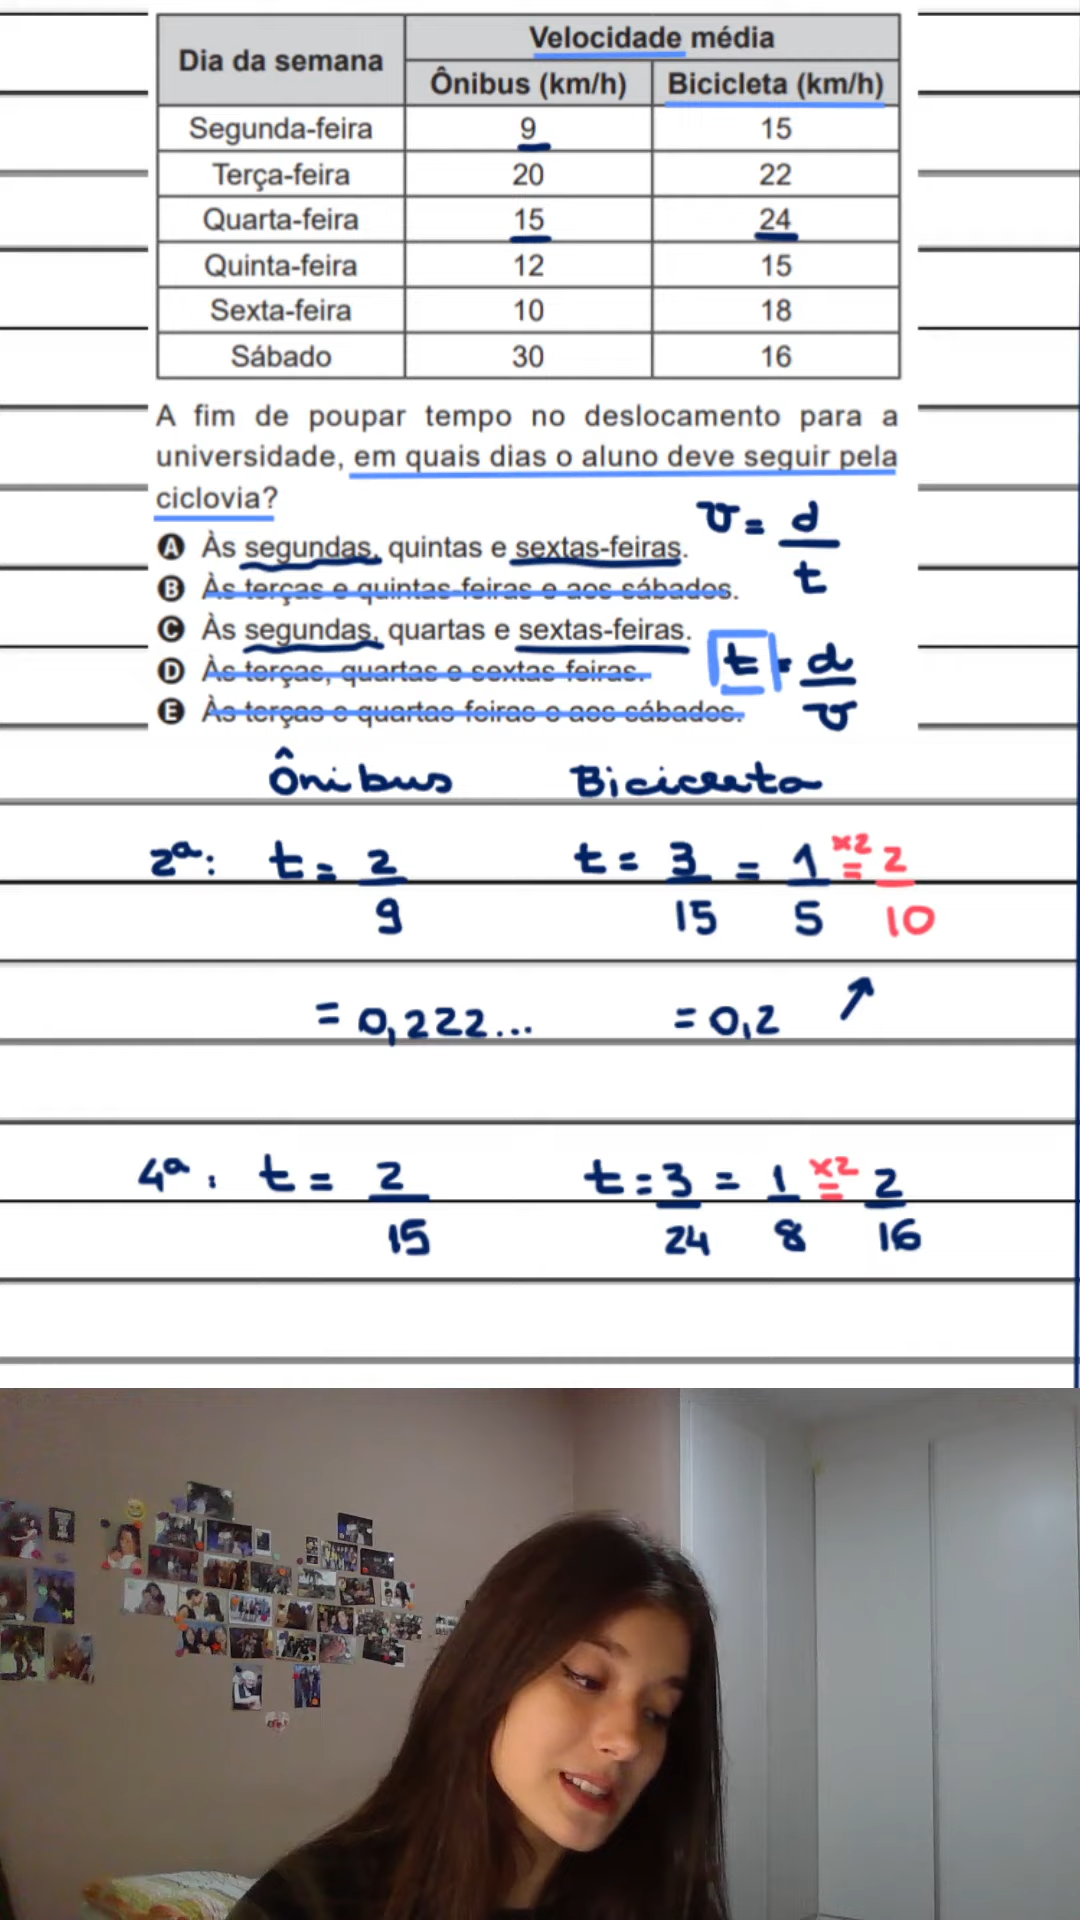 Dia da semana Velocidade média
Ônibus (km/h) Bicicleta (km/h)
Segunda-feira 9 15
Terça-feira 20 22
Quarta-feira 15 24
Quinta-feira 12 15
Sexta-feira 10 18
Sábado 30 16
A fim de poupar tempo no deslocamento para a
universidade, em quais dias o aluno deve seguir pela
ciclovia?
v = d/t
A Às segundas, quintas e sextas-feiras.
B Às terças e quintas-feiras e aos sábados.
C Às segundas, quartas e sextas-feiras.
D Às terças, quartas e sextas-feiras.
E Às terças e quartas-feiras e aos sábados.
t = d/v
Ônibus Bicicleta
2ª: t = 2/9 t = 3/15 = 1/5 x2 = 2/10
= 0,222... = 0,2
4ª: t = 2/15 t = 3/24 = 1/8 x2 = 2/16